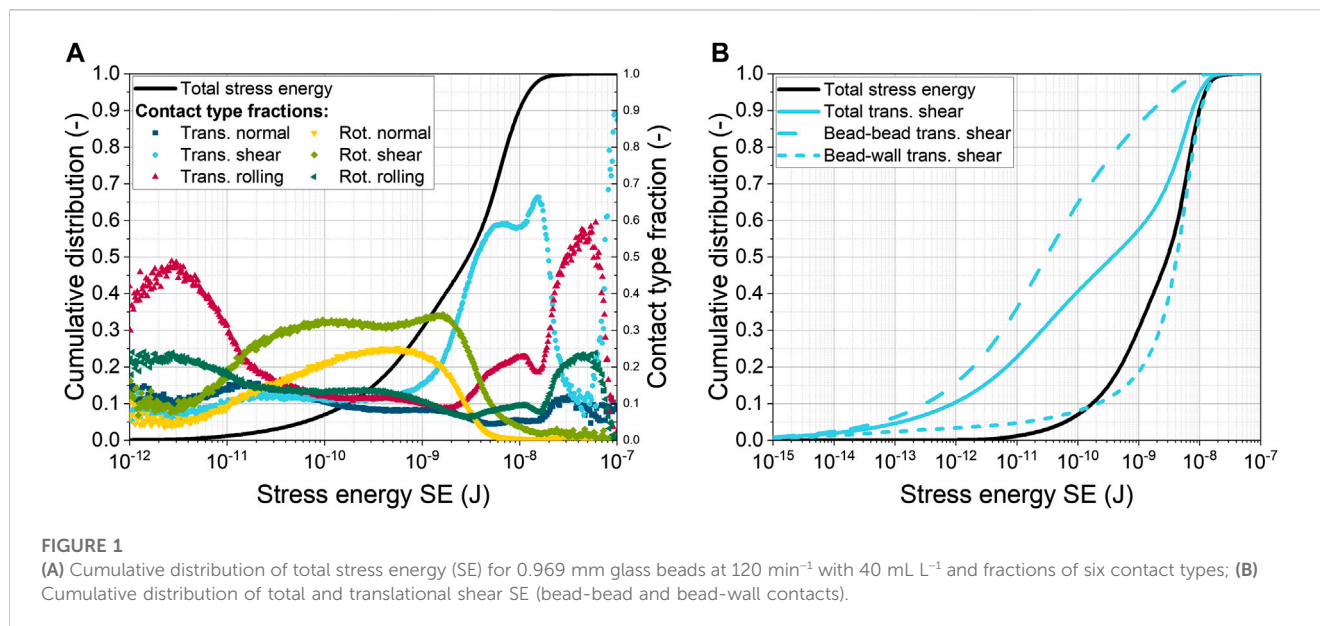 A
B
1.0
0.9
0.8
0.7
0.6
0.5
0.4
0.3
0.2
0.1
0.0
Cumulative distribution (-)
Total stress energy
Contact type fractions:
Trans. normal Rot. normal
Trans. shear Rot. shear
Trans. rolling Rot. rolling
1.0
0.9
0.8
0.7
0.6
0.5
0.4
0.3
0.2
0.1
0.0
Contact type fraction (-)
10⁻¹² 10⁻¹¹ 10⁻¹⁰ 10⁻⁹ 10⁻⁸ 10⁻⁷
Stress energy SE (J)
1.0
0.9
0.8
0.7
0.6
0.5
0.4
0.3
0.2
0.1
0.0
Cumulative distribution (-)
Total stress energy
Total trans. shear
Bead-bead trans. shear
Bead-wall trans. shear
10⁻¹⁵ 10⁻¹⁴ 10⁻¹³ 10⁻¹² 10⁻¹¹ 10⁻¹⁰ 10⁻⁹ 10⁻⁸ 10⁻⁷
Stress energy SE (J)
FIGURE 1
(A) Cumulative distribution of total stress energy (SE) for 0.969 mm glass beads at 120 min⁻¹ with 40 mL L⁻¹ and fractions of six contact types; (B)
Cumulative distribution of total and translational shear SE (bead-bead and bead-wall contacts).